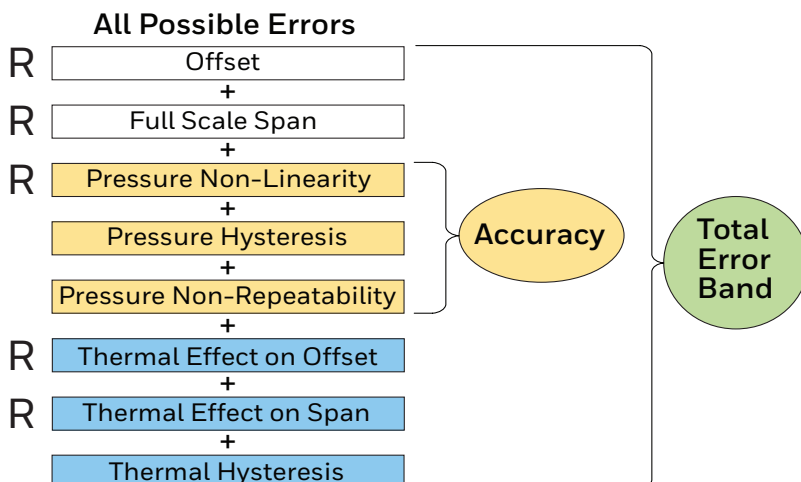 All Possible Errors
R Offset
+
R Full Scale Span
+
R Pressure Non-Linearity
+
Pressure Hysteresis
+
Pressure Non-Repeatability
+
R Thermal Effect on Offset
+
R Thermal Effect on Span
+
Thermal Hysteresis
Accuracy
Total
Error
Band